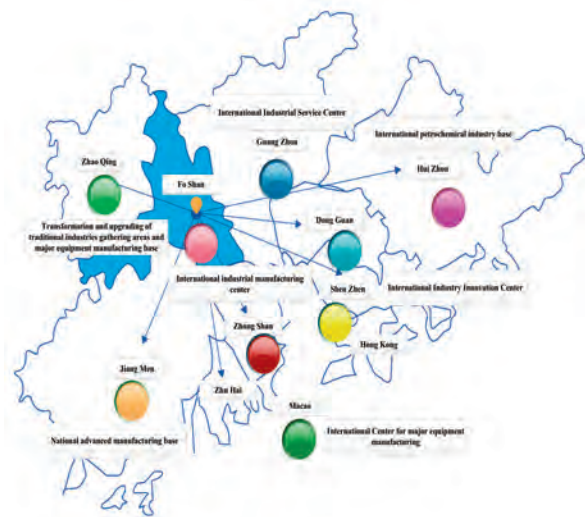 International Industrial Service Center
Guang Zhou
International petrochemical industry base
Hui Zhou
Zhao Qing
Fo Shan
Dong Guan
Transformation and upgrading of
traditional industries gathering areas and
major equipment manufacturing base
International industrial manufacturing
center
Shen Zhen
International Industry Innovation Center
Zhong Shan
Hong Kong
Jiang Men
Zhu Hai
Macao
National advanced manufacturing base
International Center for major equipment
manufacturing